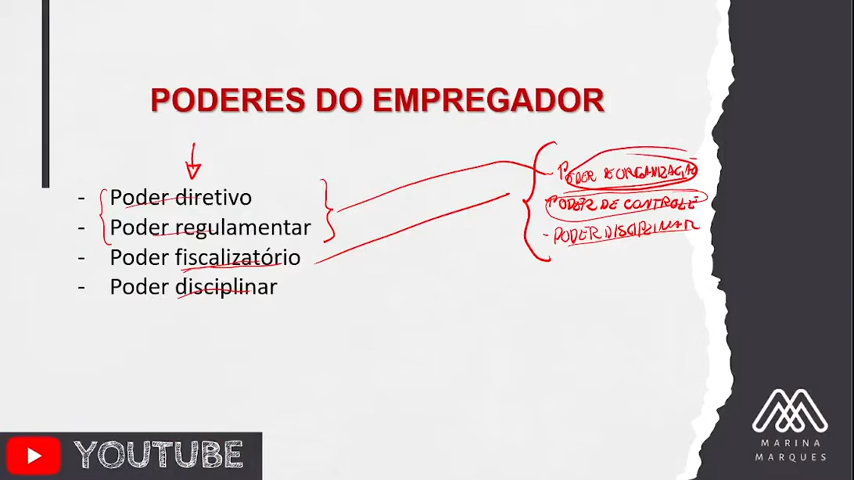 PODERES DO EMPREGADOR
- Poder diretivo
- Poder regulamentar
- Poder fiscalizatório
- Poder disciplinar
PODER DE ORGANIZAÇÃO
PODER DE CONTROLE
- PODER DISCIPLINAR
YOUTUBE
MARINA
MARQUES